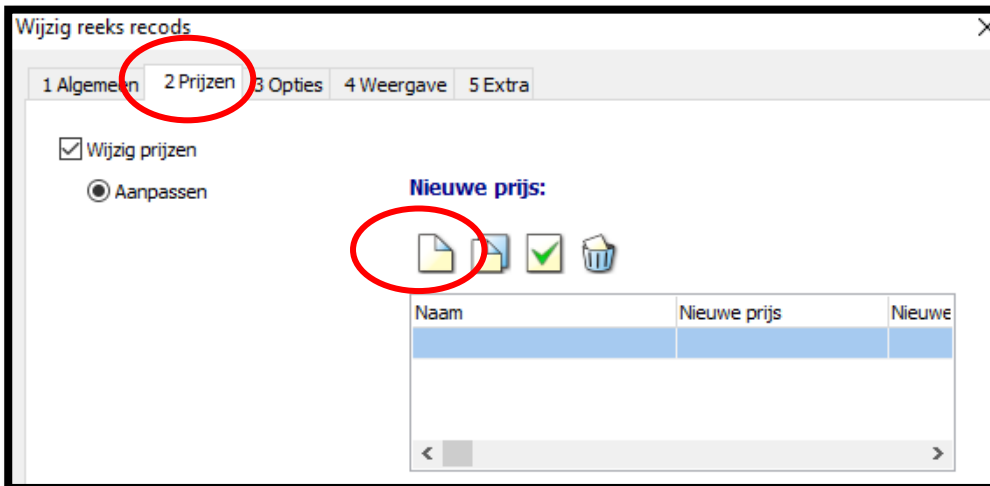 Wijzig reeks recods
1 Algemeen 2 Prijzen 3 Opties 4 Weergave 5 Extra
Wijzig prijzen
Aanpassen
Nieuwe prijs:
Naam Nieuwe prijs Nieuwe